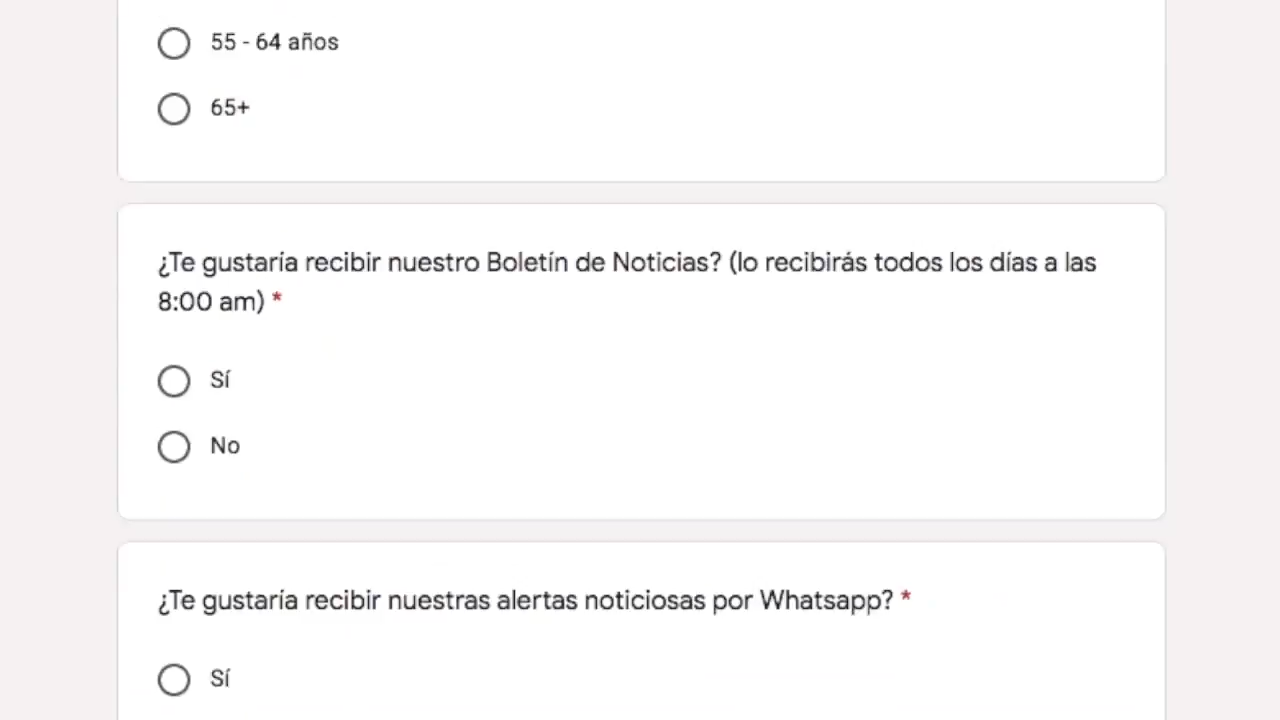 55 - 64 años
65+
¿Te gustaría recibir nuestro Boletín de Noticias? (lo recibirás todos los días a las
8:00 am) *
Sí
No
¿Te gustaría recibir nuestras alertas noticiosas por Whatsapp? *
Sí